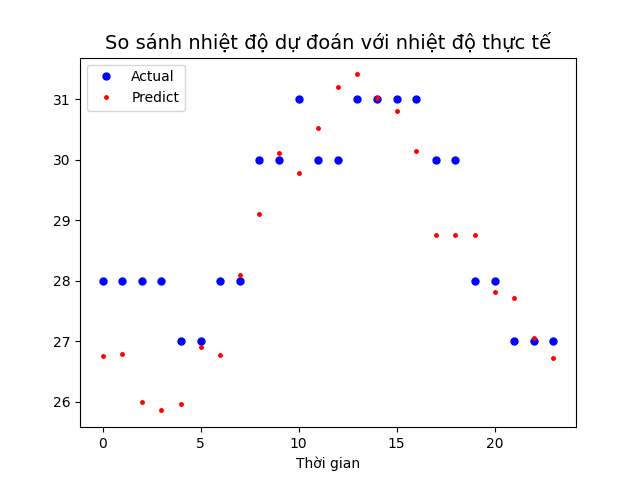 So sánh nhiệt độ dự đoán với nhiệt độ thực tế
Actual
Predict
31
30
29
28
27
26
0 5 10 15 20
Thời gian